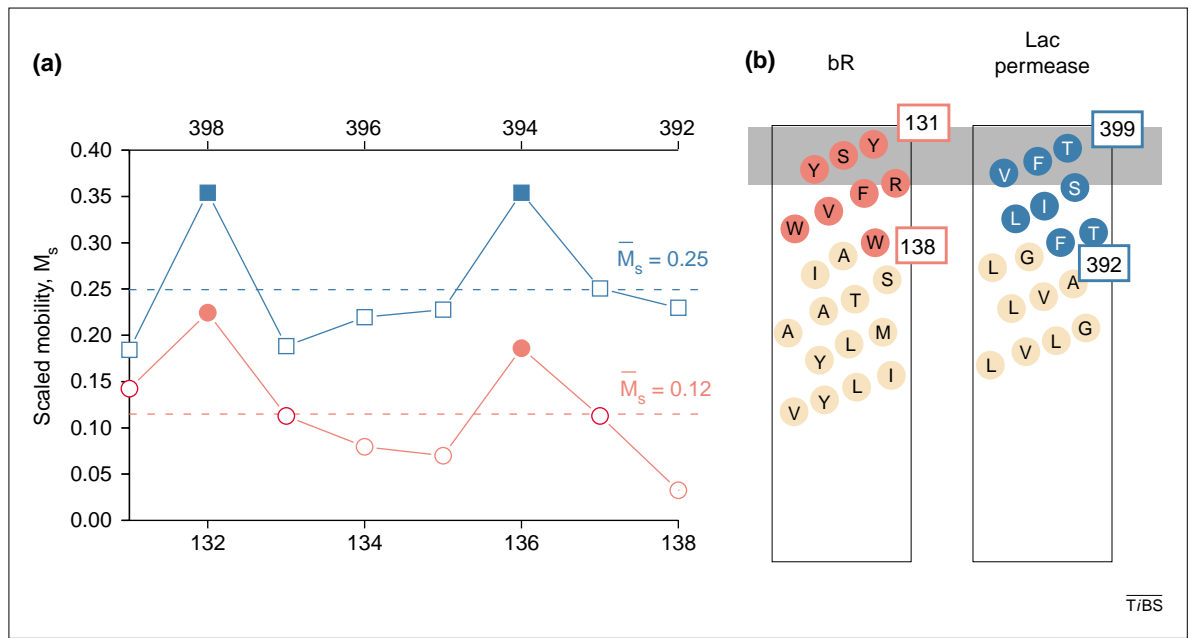 (a)
398 396 394 392
0.40
0.35
0.30
0.25
0.20
0.15
0.10
0.05
0.00
Scaled mobility, Ms
M̅s = 0.25
M̅s = 0.12
132 134 136 138
(b)
bR
131
Y S Y
W V F R
W
138
I A S
A A T
Y L M
V Y L I
Lac
permease
399
V F T
L I S
F T
392
L G A
L V
L V L G
TiBS